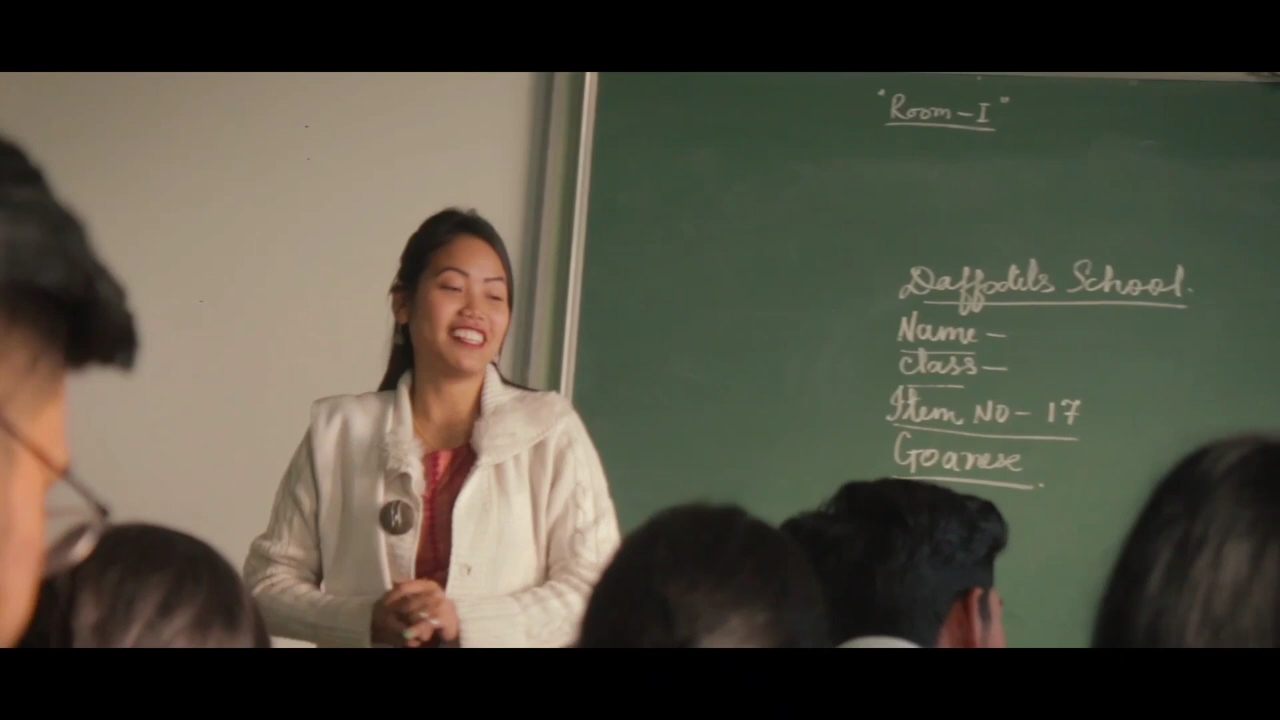 "Room-I"
Daffodils School.
Name -
Class -
Item No - 17
Goanese.